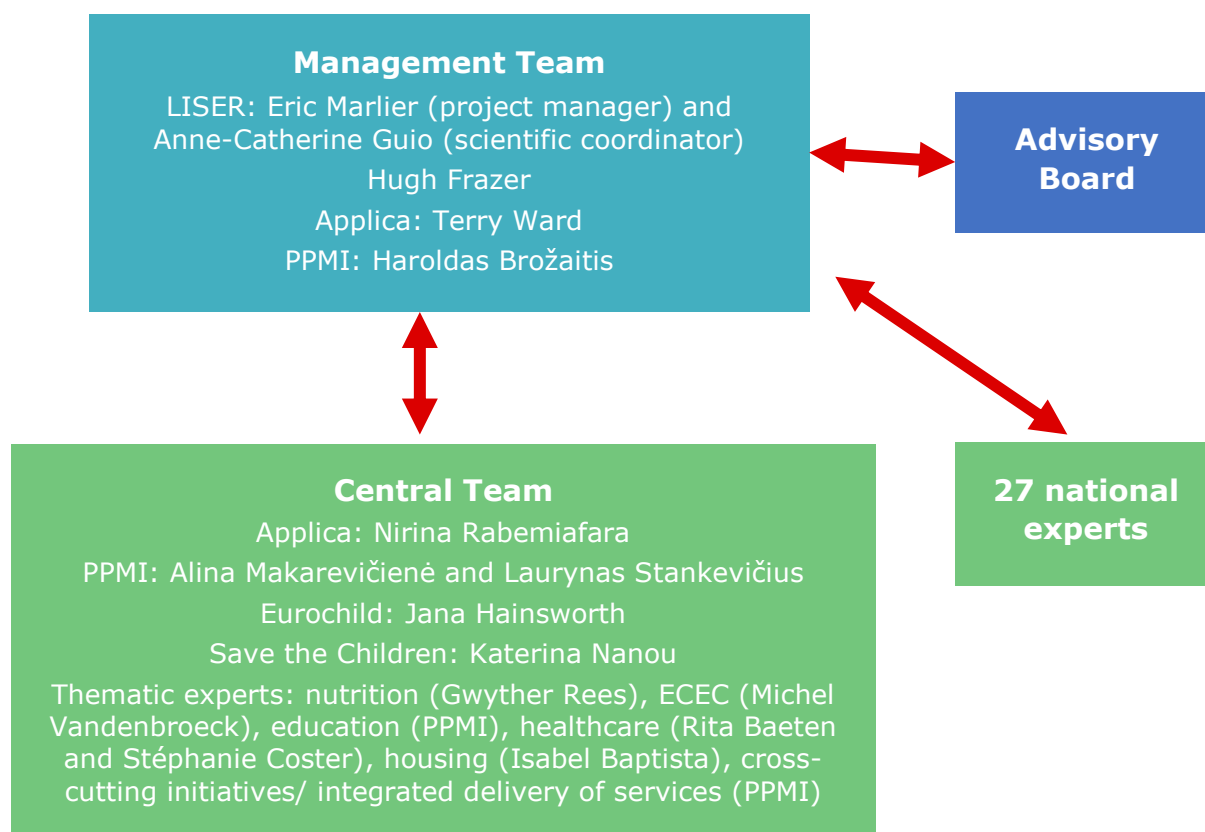 Management Team
LISER: Eric Marlier (project manager) and
Anne-Catherine Guio (scientific coordinator)
Hugh Frazer
Applica: Terry Ward
PPMI: Haroldas Brožaitis
Advisory
Board
Central Team
Applica: Nirina Rabemiafara
PPMI: Alina Makarevičienė and Laurynas Stankevičius
Eurochild: Jana Hainsworth
Save the Children: Katerina Nanou
Thematic experts: nutrition (Gwyther Rees), ECEC (Michel
Vandenbroeck), education (PPMI), healthcare (Rita Baeten
and Stéphanie Coster), housing (Isabel Baptista), cross-
cutting initiatives/ integrated delivery of services (PPMI)
27 national
experts